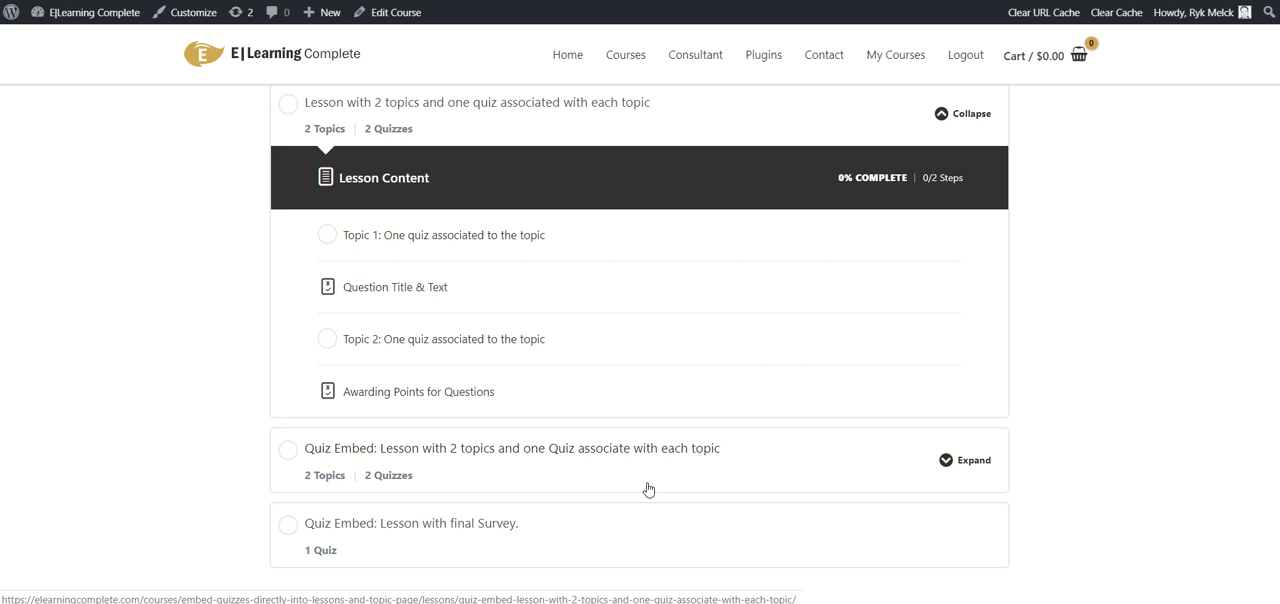 E|Learning Complete Customize 2 0 New Edit Course Clear URL Cache Clear Cache Howdy, Ryk Melck
E E|Learning Complete Home Courses Consultant Plugins Contact My Courses Logout Cart / $0.00 0
Lesson with 2 topics and one quiz associated with each topic
Collapse
2 Topics | 2 Quizzes
Lesson Content 0% COMPLETE | 0/2 Steps
Topic 1: One quiz associated to the topic
Question Title & Text
Topic 2: One quiz associated to the topic
Awarding Points for Questions
Quiz Embed: Lesson with 2 topics and one Quiz associate with each topic
Expand
2 Topics | 2 Quizzes
Quiz Embed: Lesson with final Survey.
1 Quiz
https://elearningcomplete.com/courses/embed-quizzes-directly-into-lessons-and-topic-page/lessons/quiz-embed-lesson-with-2-topics-and-one-quiz-associate-with-each-topic/